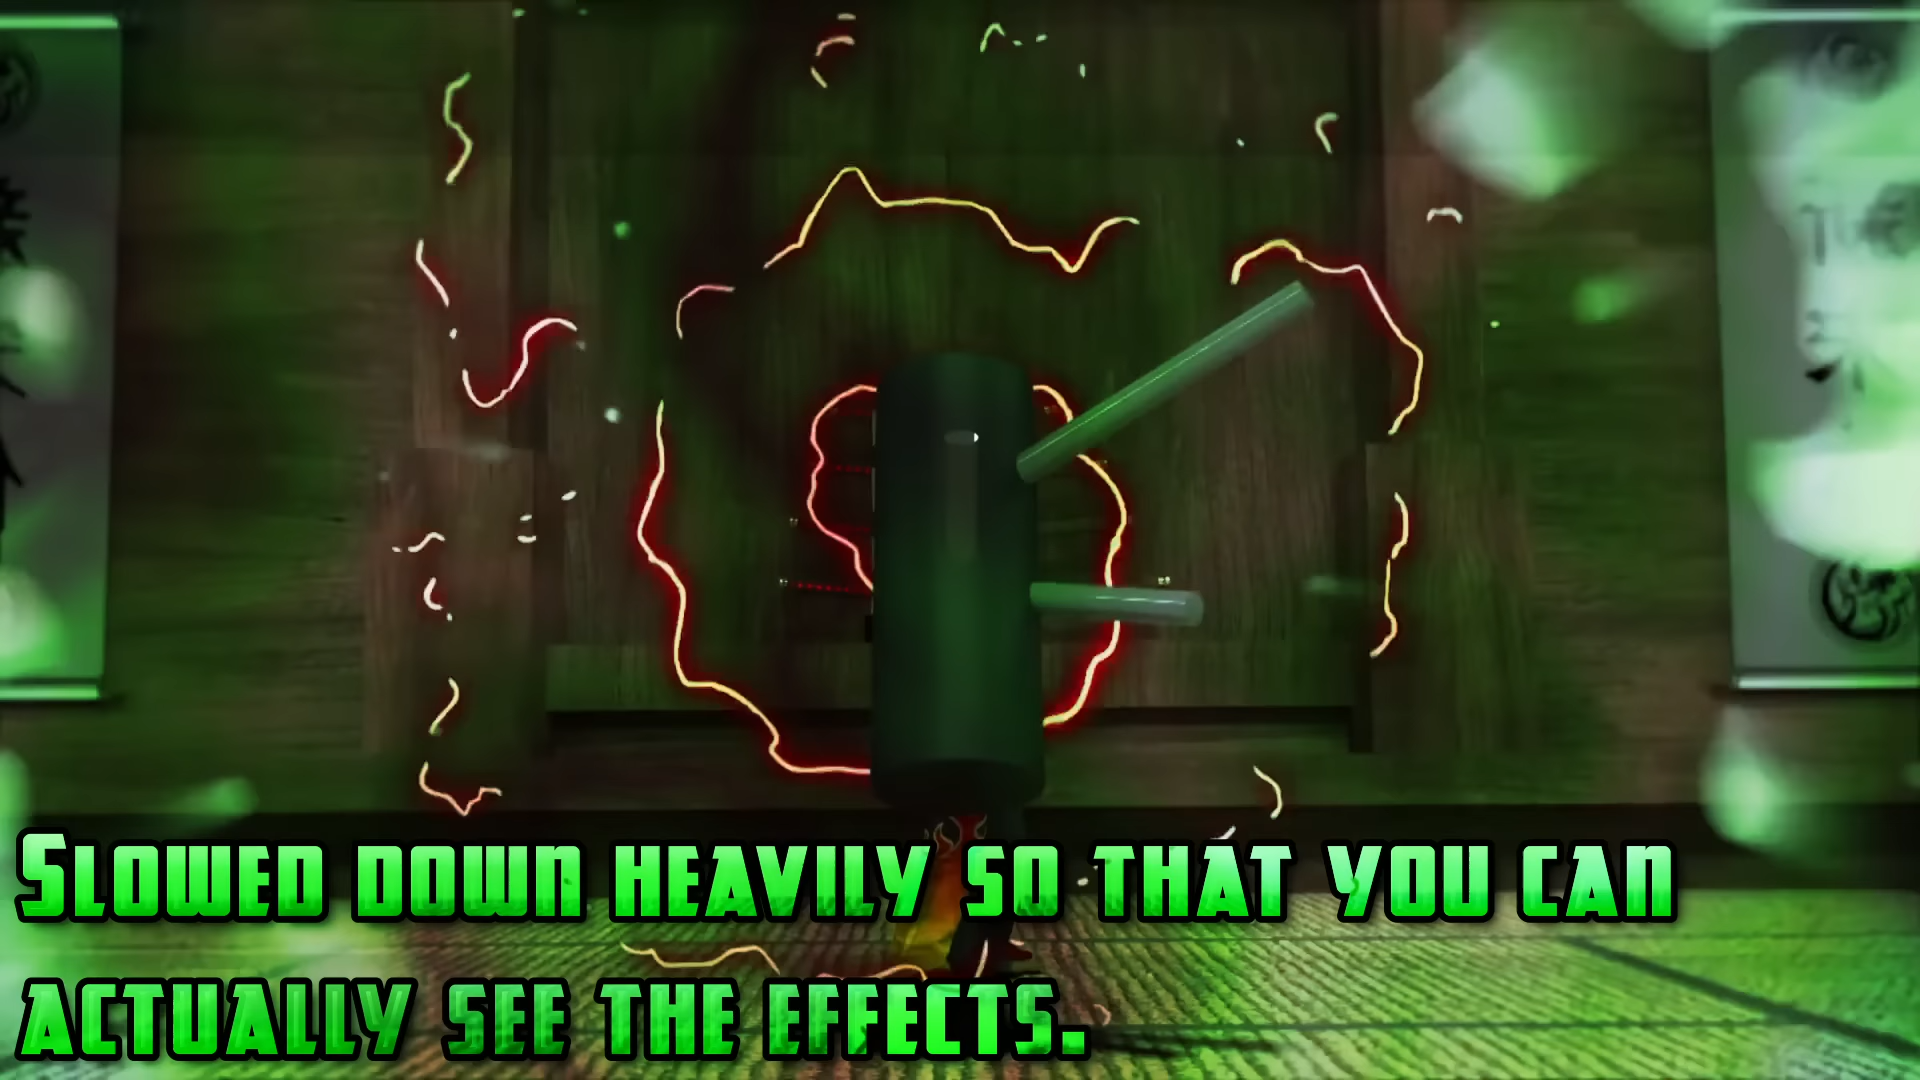 Slowed down heavily so that you can
actually see the effects.